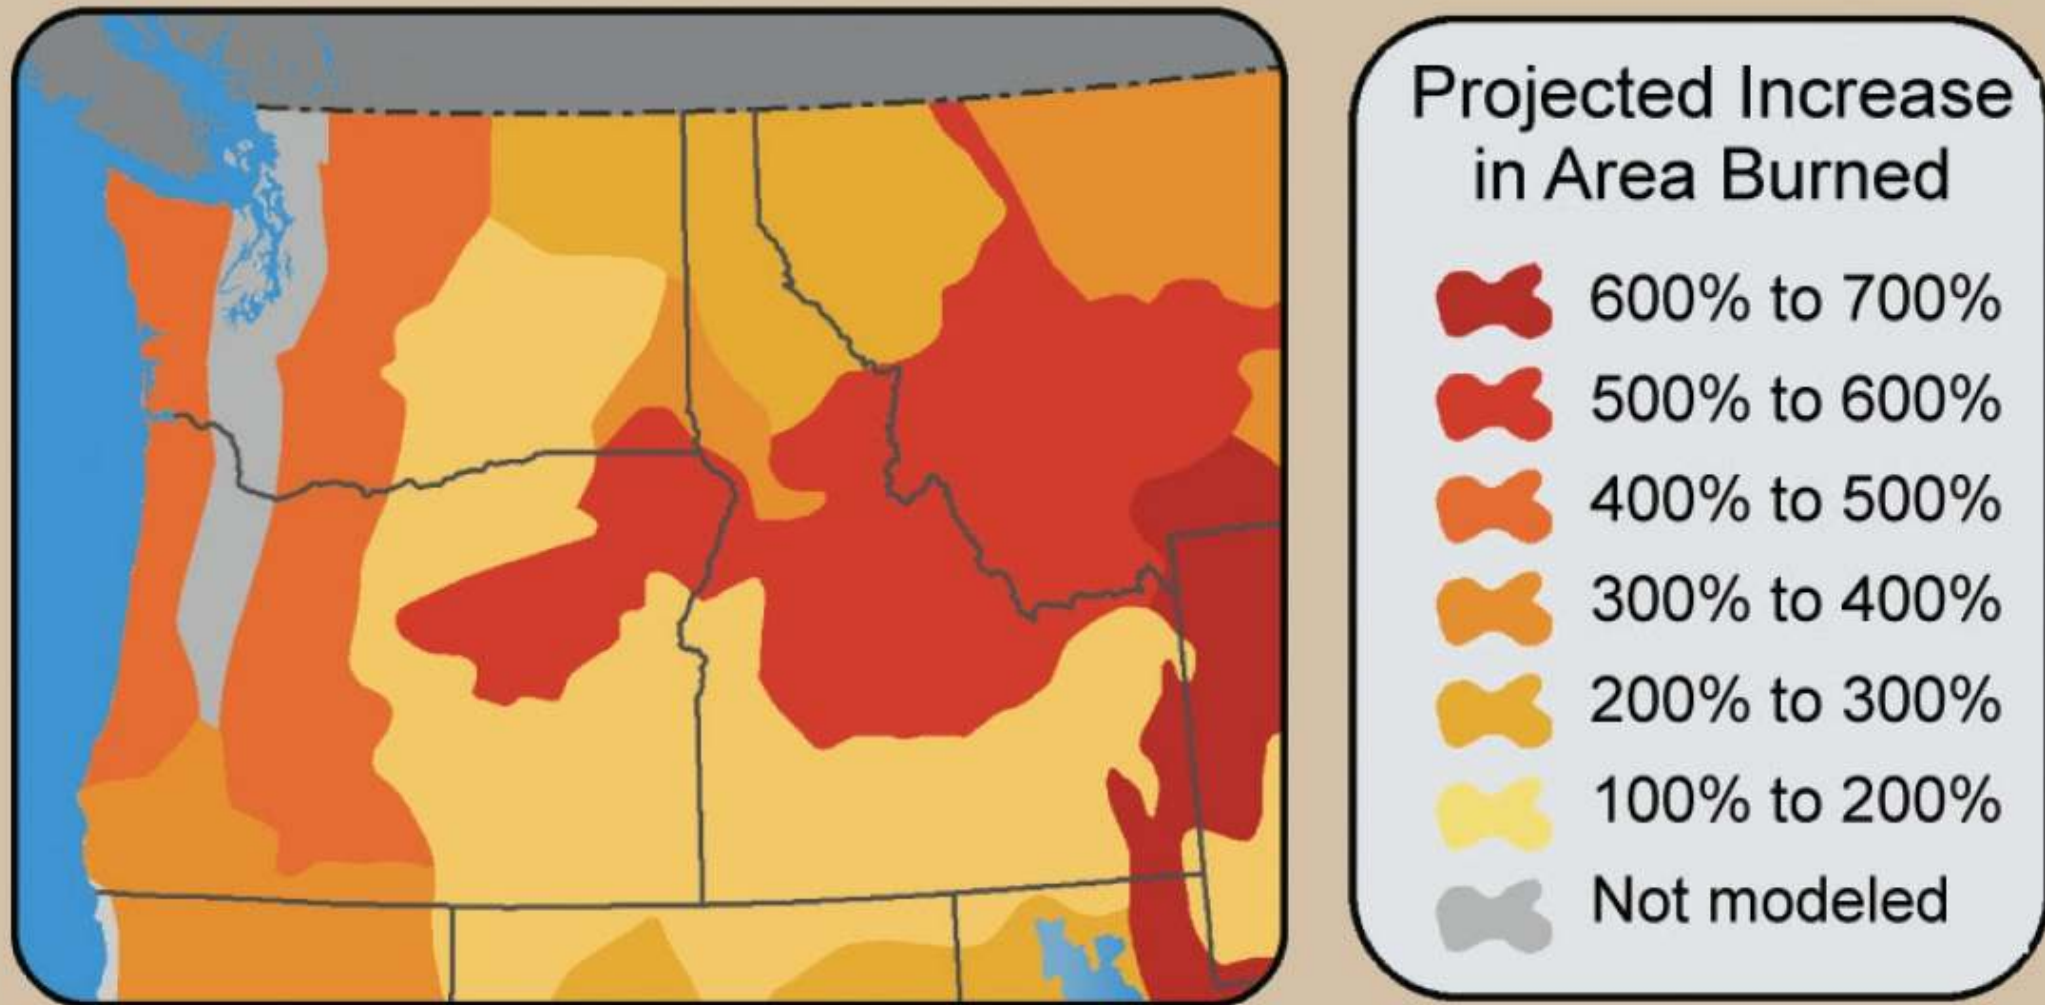 Projected Increase
in Area Burned
600% to 700%
500% to 600%
400% to 500%
300% to 400%
200% to 300%
100% to 200%
Not modeled